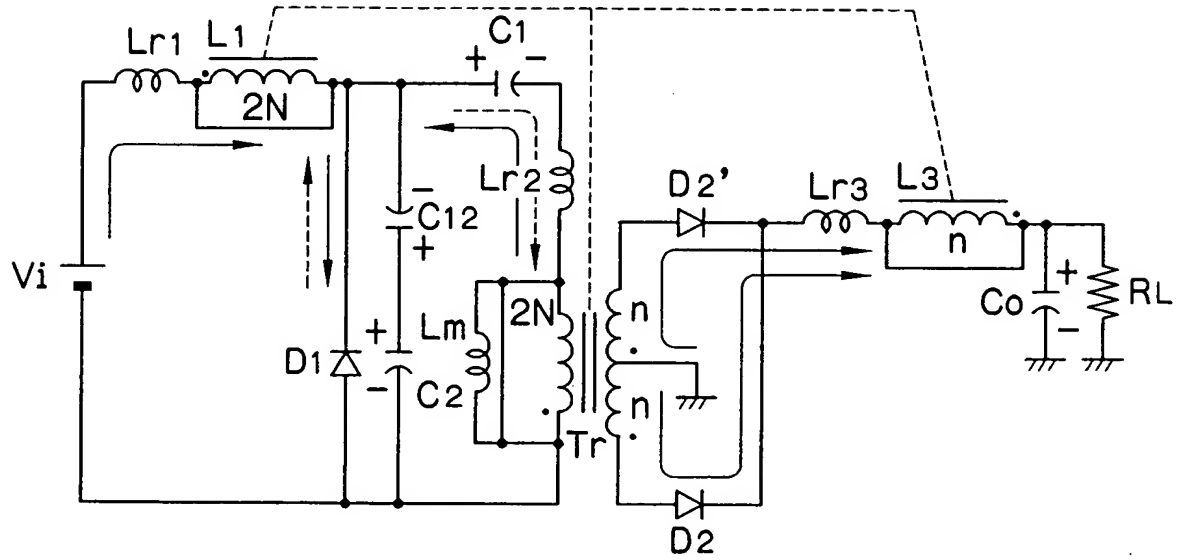 Lr1
L1
2N
C1
+
-
Lr2
-
C12
+
Vi
D1
+
C2
-
Lm
2N
Tr
n
n
D2'
D2
Lr3
L3
n
Co
+
-
RL